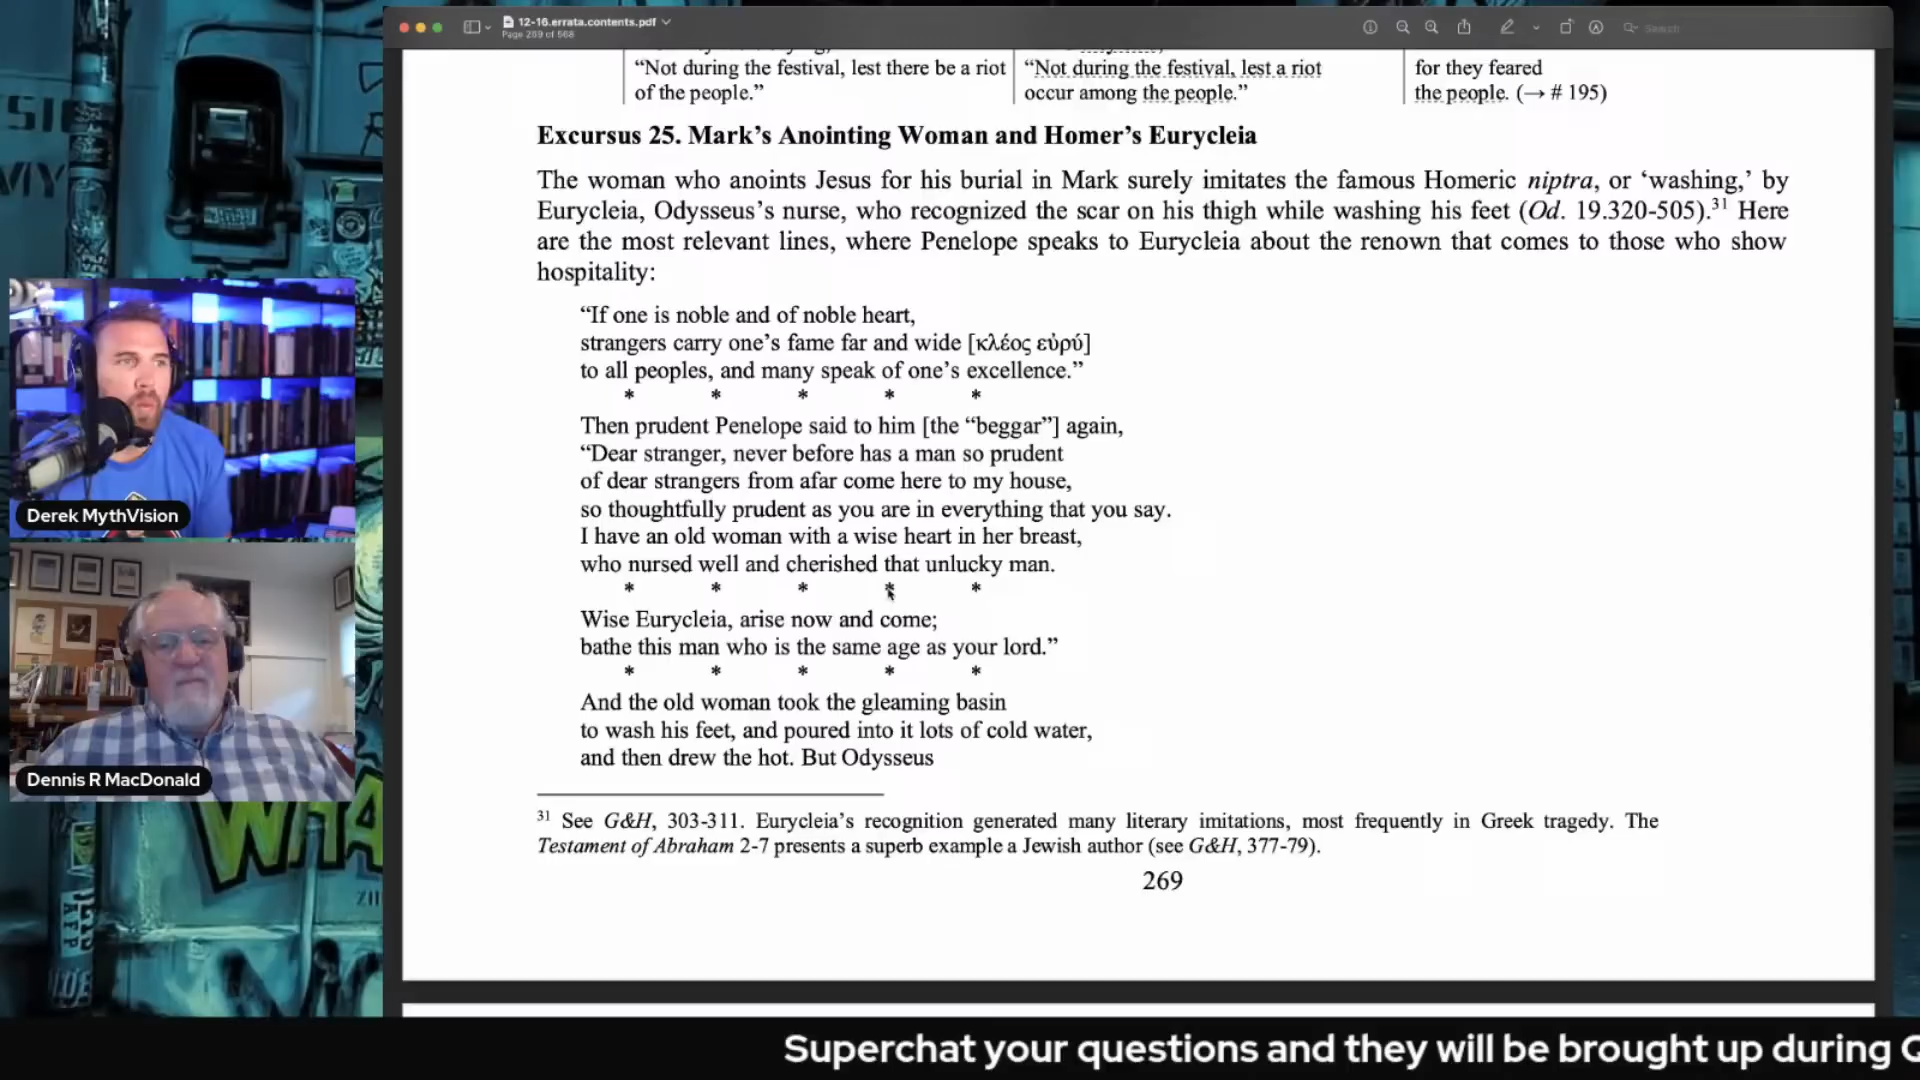 12-16.errata.contents.pdf
Page 269 of 568
Search
“Not during the festival, lest there be a riot
of the people.”
“Not during the festival, lest a riot
occur among the people.”
for they feared
the people. (→ # 195)
Excursus 25. Mark’s Anointing Woman and Homer’s Eurycleia
The woman who anoints Jesus for his burial in Mark surely imitates the famous Homeric niptra, or ‘washing,’ by
Eurycleia, Odysseus’s nurse, who recognized the scar on his thigh while washing his feet (Od. 19.320-505).31 Here
are the most relevant lines, where Penelope speaks to Eurycleia about the renown that comes to those who show
hospitality:
“If one is noble and of noble heart,
strangers carry one’s fame far and wide [κλέος εὐρύ]
to all peoples, and many speak of one’s excellence.”
* * * * *
Then prudent Penelope said to him [the “beggar”] again,
“Dear stranger, never before has a man so prudent
of dear strangers from afar come here to my house,
so thoughtfully prudent as you are in everything that you say.
I have an old woman with a wise heart in her breast,
who nursed well and cherished that unlucky man.
* * * * *
Wise Eurycleia, arise now and come;
bathe this man who is the same age as your lord.”
* * * * *
And the old woman took the gleaming basin
to wash his feet, and poured into it lots of cold water,
and then drew the hot. But Odysseus
31 See G&H, 303-311. Eurycleia’s recognition generated many literary imitations, most frequently in Greek tragedy. The
Testament of Abraham 2-7 presents a superb example a Jewish author (see G&H, 377-79).
269
Derek MythVision
Dennis R MacDonald
Superchat your questions and they will be brought up during Q